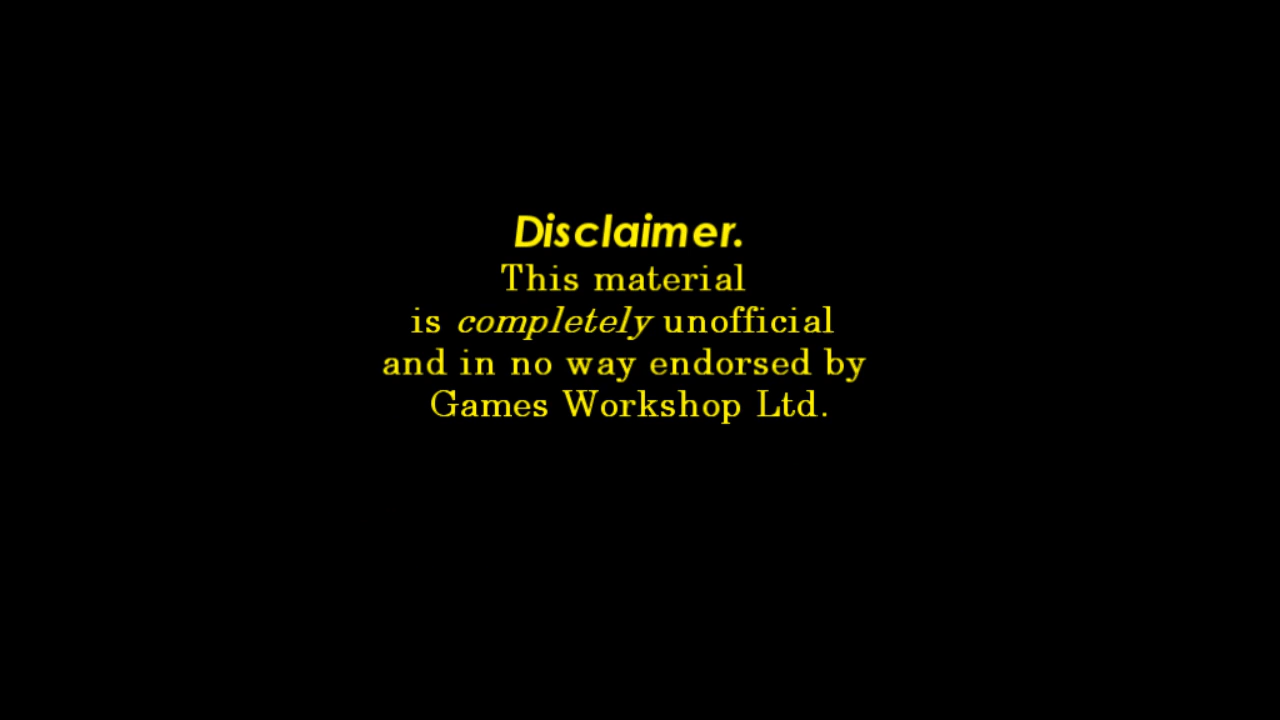 Disclaimer.
This material
is completely unofficial
and in no way endorsed by
Games Workshop Ltd.